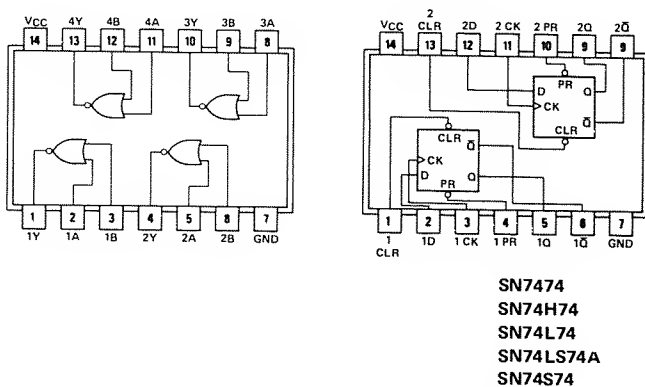 VCC 4Y 4B 4A 3Y 3B 3A
14 13 12 11 10 9 8
1 2 3 4 5 8 7
1Y 1A 1B 2Y 2A 2B GND
2
VCC CLR 2D 2 CK 2 PR 2Q 2Q̅
14 13 12 11 10 9 9
PR
D Q
CK
Q̅
CLR
CLR
Q̅
CK
D
Q
PR
1 2 3 4 5 6 7
1 1D 1 CK 1 PR 1Q 1Q̅ GND
CLR
SN7474
SN74H74
SN74L74
SN74LS74A
SN74S74